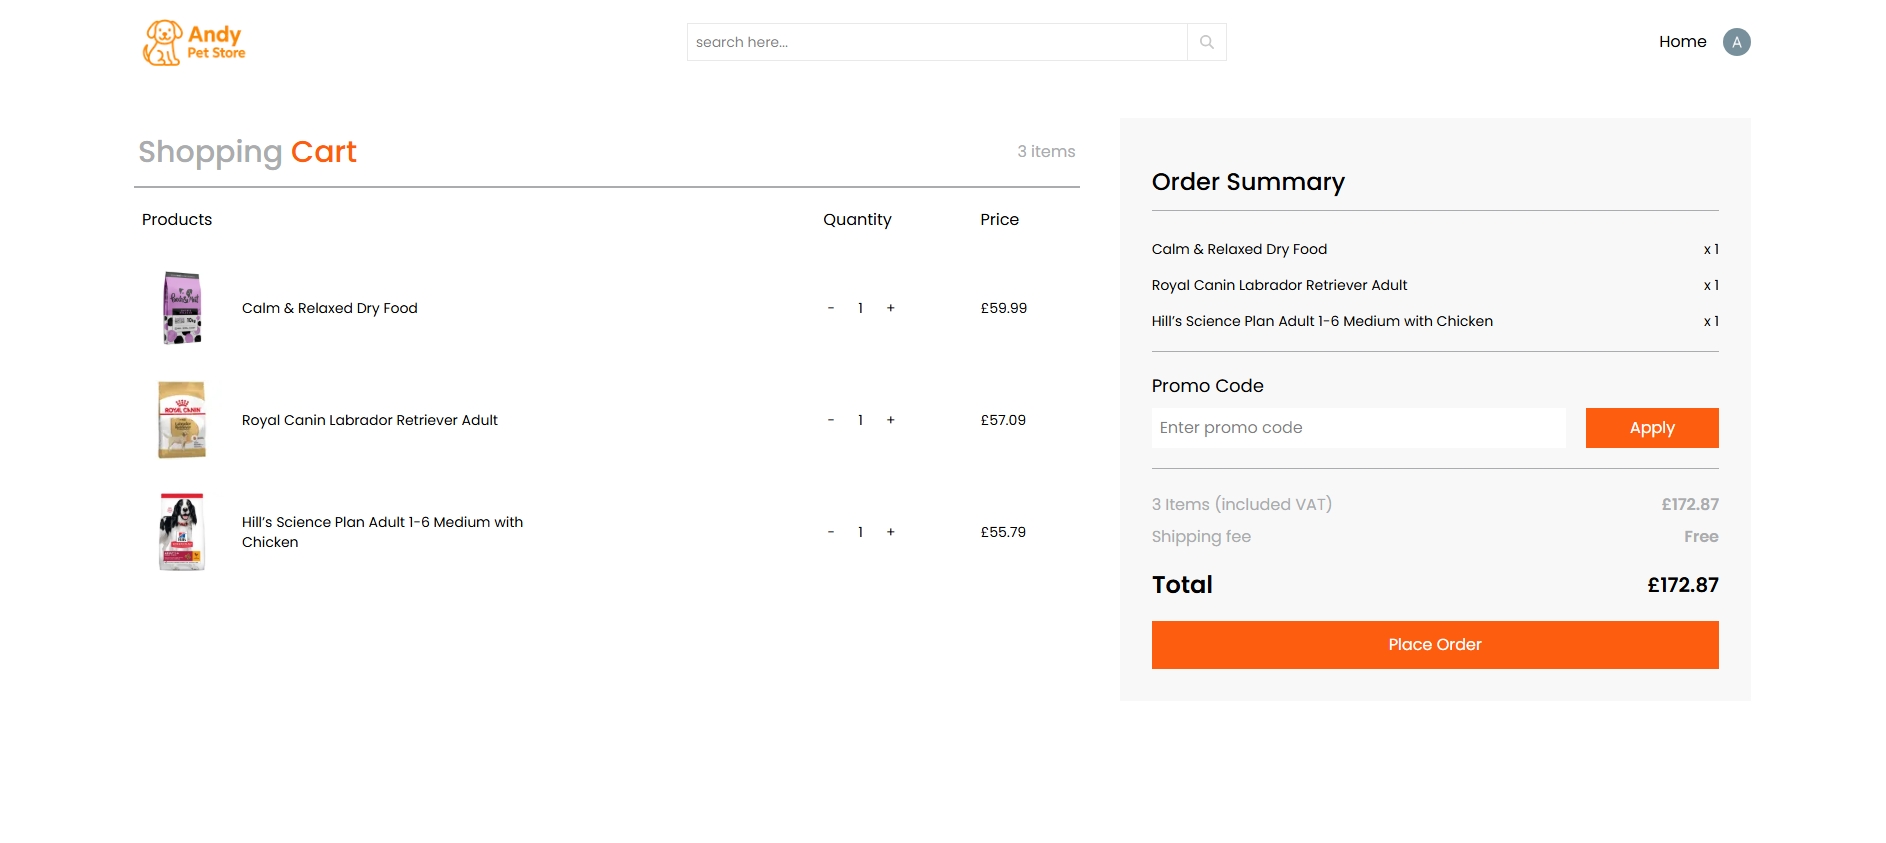 Andy
Pet Store
search here...
Home
A
Shopping Cart
3 items
Products
Quantity
Price
Calm & Relaxed Dry Food
- 1 +
£59.99
ROYAL CANIN
Royal Canin Labrador Retriever Adult
- 1 +
£57.09
Hill’s Science Plan Adult 1-6 Medium with
Chicken
- 1 +
£55.79
Order Summary
Calm & Relaxed Dry Food
x 1
Royal Canin Labrador Retriever Adult
x 1
Hill’s Science Plan Adult 1-6 Medium with Chicken
x 1
Promo Code
Enter promo code
Apply
3 Items (included VAT)
£172.87
Shipping fee
Free
Total
£172.87
Place Order